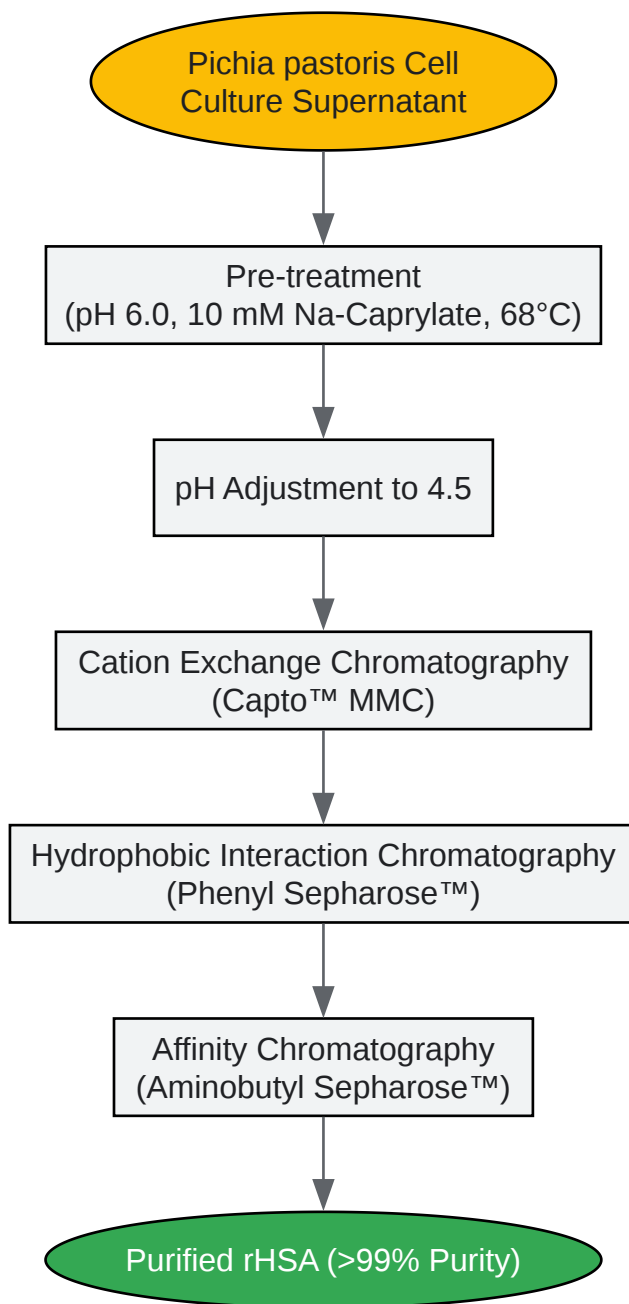 Pichia pastoris Cell
Culture Supernatant
Pre-treatment
(pH 6.0, 10 mM Na-Caprylate, 68°C)
pH Adjustment to 4.5
Cation Exchange Chromatography
(Capto™ MMC)
Hydrophobic Interaction Chromatography
(Phenyl Sepharose™)
Affinity Chromatography
(Aminobutyl Sepharose™)
Purified rHSA (>99% Purity)